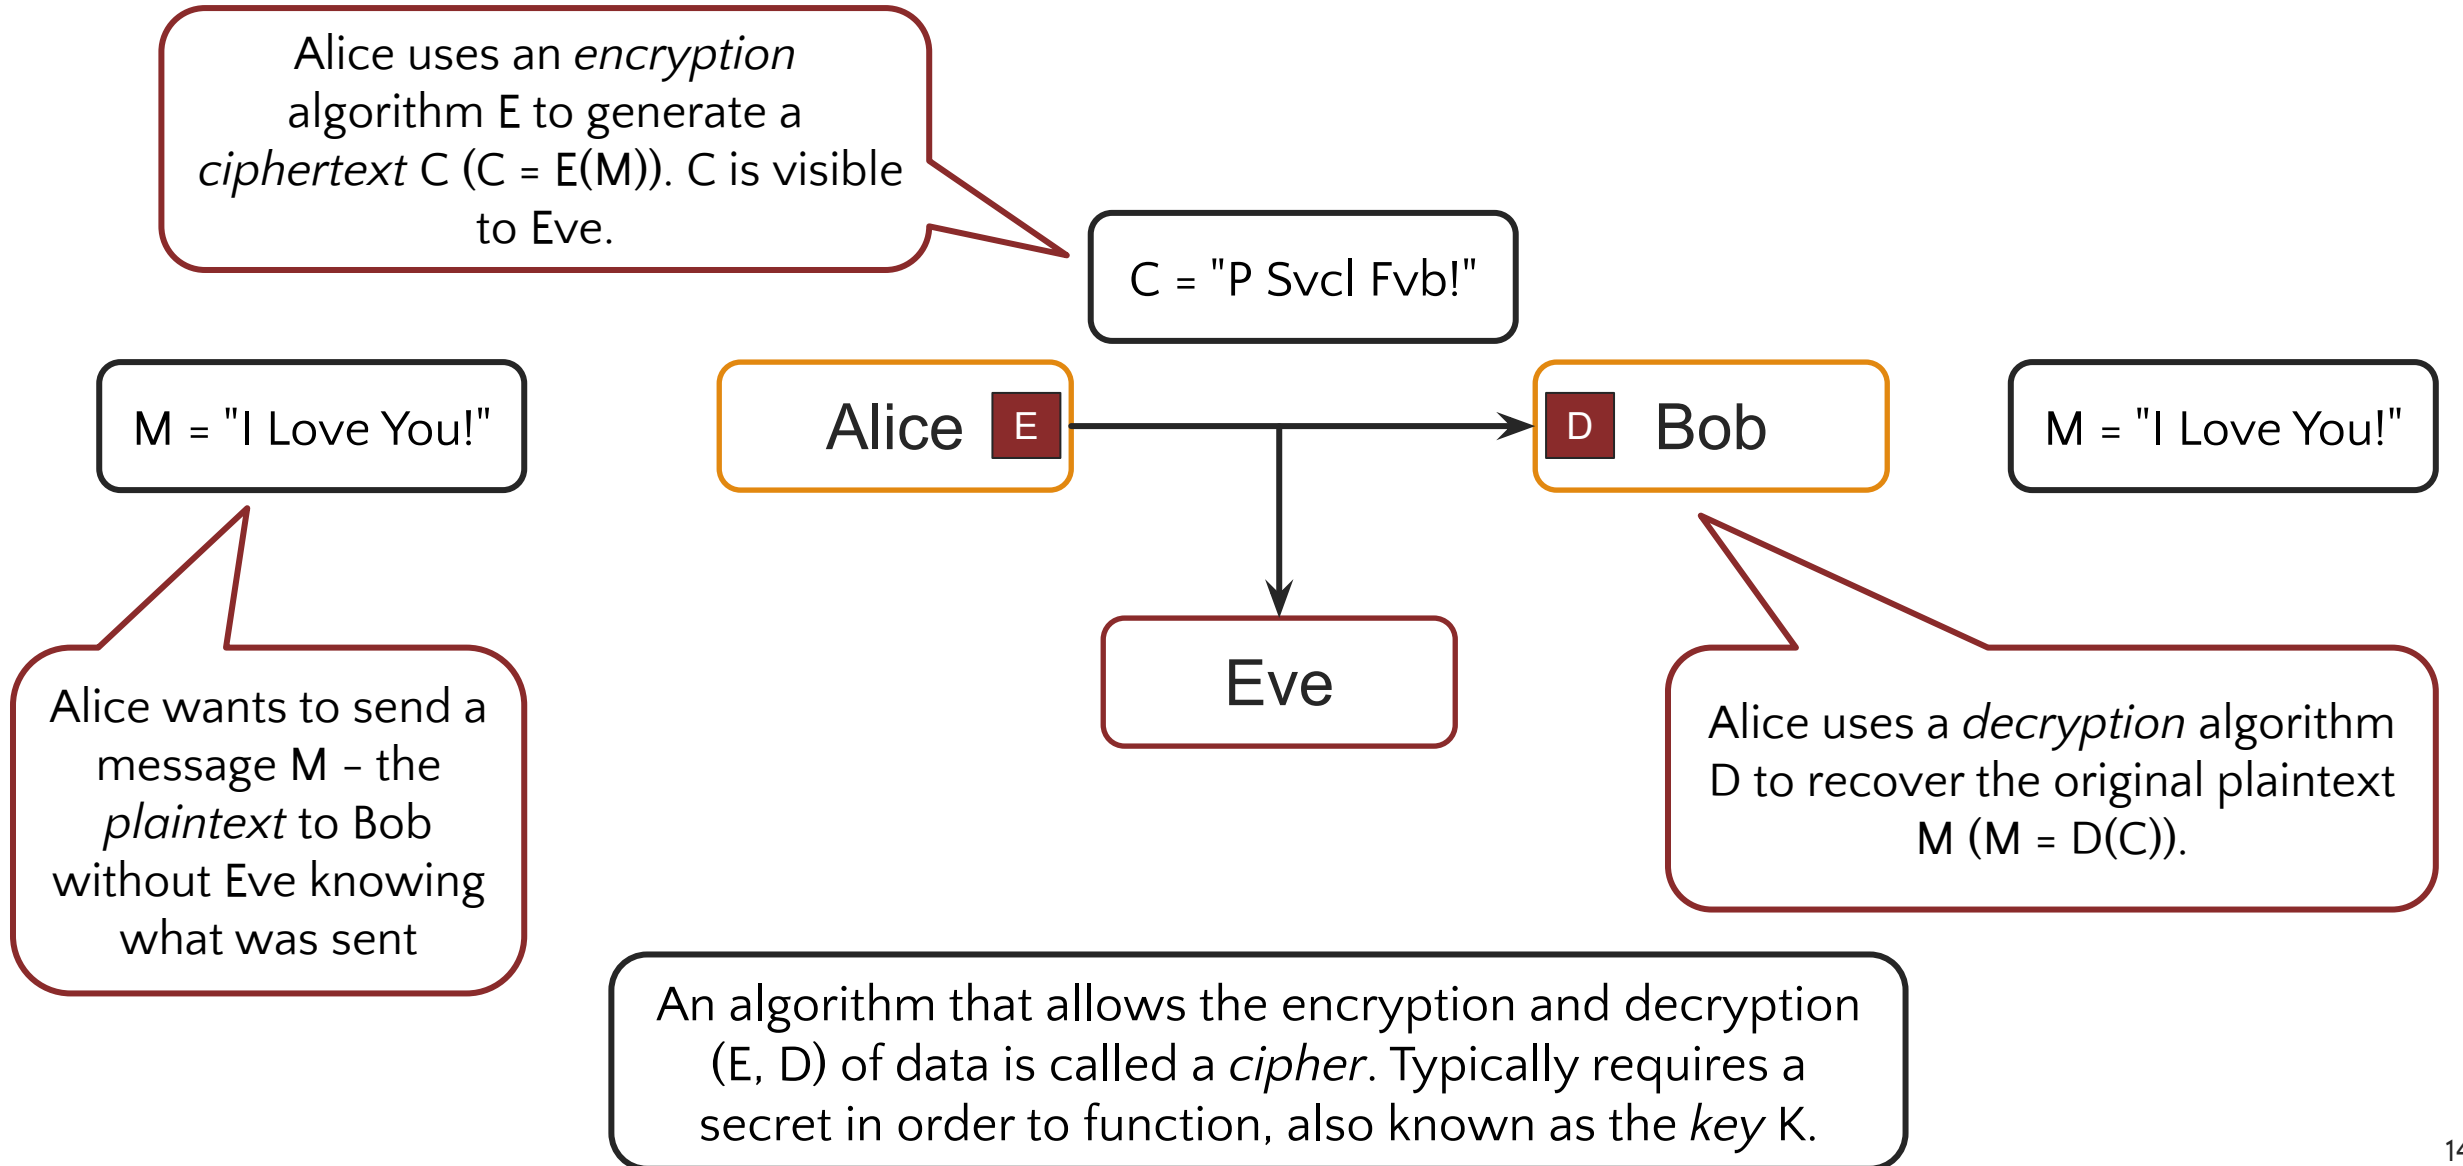 Alice uses an encryption
algorithm E to generate a
ciphertext C (C = E(M)). C is visible
to Eve.
C = "P Svcl Fvb!"
M = "I Love You!"
Alice E
D Bob
M = "I Love You!"
Eve
Alice wants to send a
message M – the
plaintext to Bob
without Eve knowing
what was sent
Alice uses a decryption algorithm
D to recover the original plaintext
M (M = D(C)).
An algorithm that allows the encryption and decryption
(E, D) of data is called a cipher. Typically requires a
secret in order to function, also known as the key K.
14